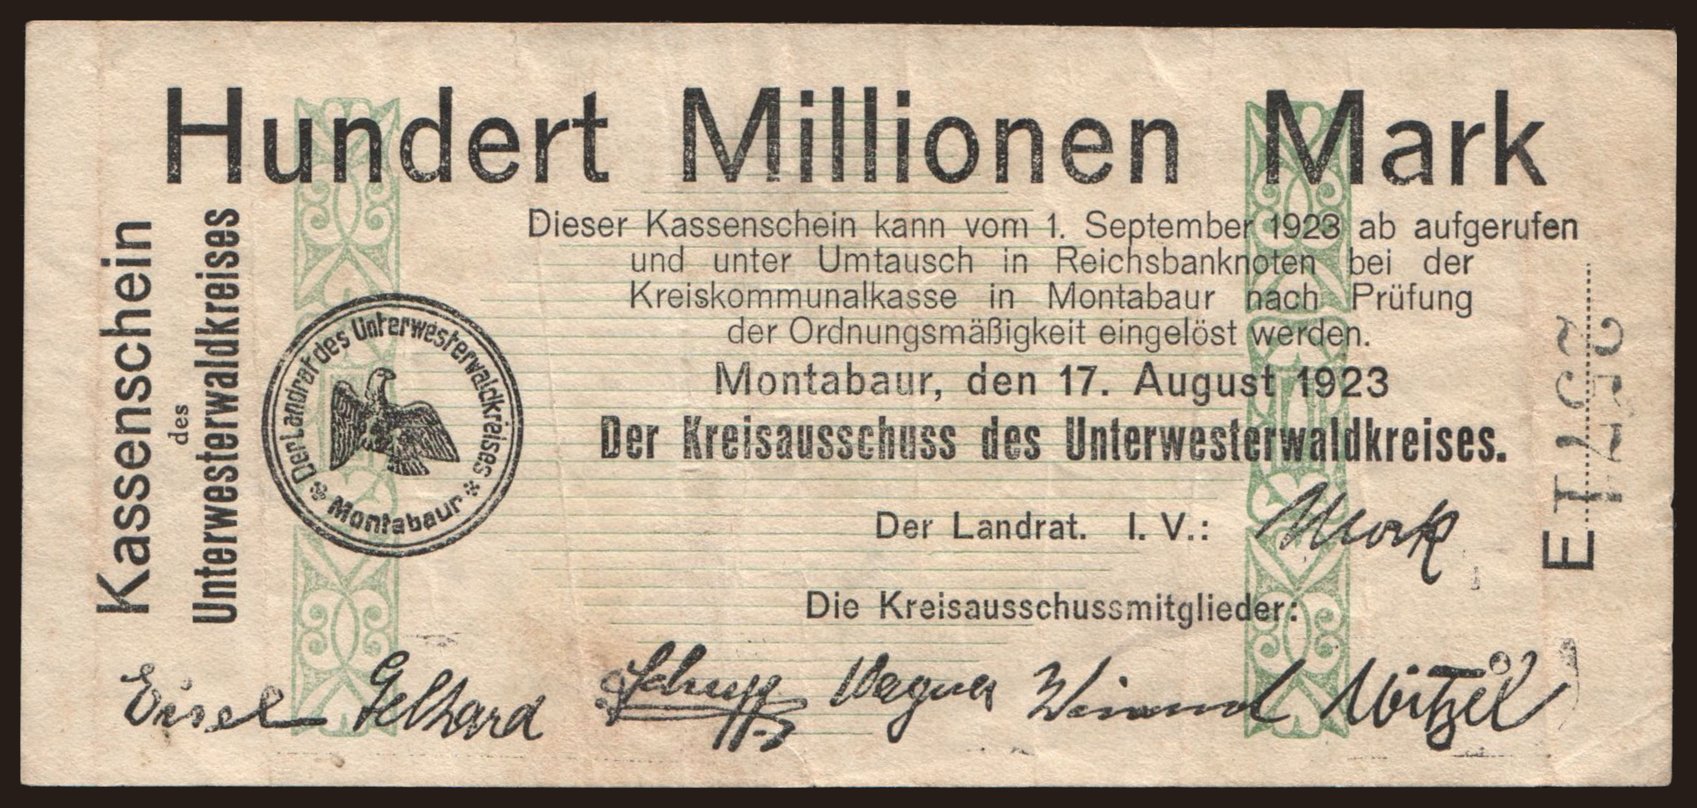 Hundert Millionen Mark
Kassenschein
des
Unterwesterwaldkreises
Dieser Kassenschein kann vom 1. September 1923 ab aufgerufen
und unter Umtausch in Reichsbanknoten bei der
Kreiskommunalkasse in Montabaur nach Prüfung
der Ordnungsmäßigkeit eingelöst werden.
Montabaur, den 17. August 1923
Der Kreisausschuss des Unterwesterwaldkreises.
Der Landrat des Unterwesterwaldkreises
Montabaur
Der Landrat. I. V.:
Die Kreisausschussmitglieder:
Gelhard Schupp Wagner
E